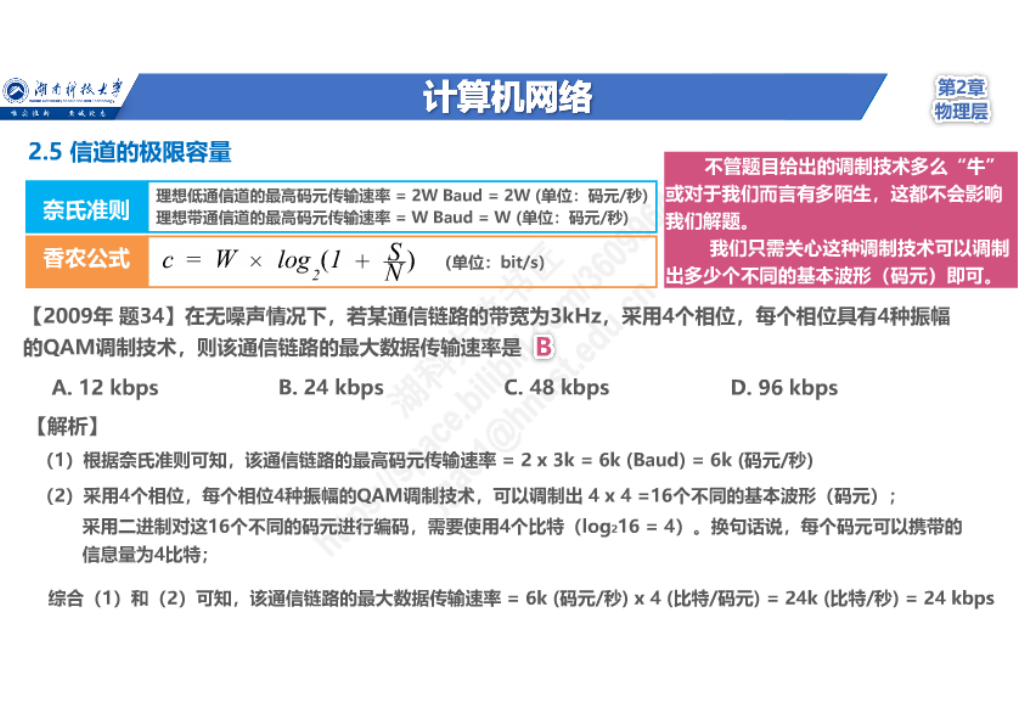 湖南科技大学
计算机网络
第2章
物理层
2.5 信道的极限容量
奈氏准则
理想低通信道的最高码元传输速率 = 2W Baud = 2W (单位：码元/秒)
理想带通信道的最高码元传输速率 = W Baud = W (单位：码元/秒)
香农公式
c = W × log₂(1 + S/N) （单位：bit/s）
不管题目给出的调制技术多么“牛”
或对于我们而言有多陌生，这都不会影响
我们解题。
我们只需关心这种调制技术可以调制
出多少个不同的基本波形（码元）即可。
【2009年 题34】在无噪声情况下，若某通信链路的带宽为3kHz，采用4个相位，每个相位具有4种振幅
的QAM调制技术，则该通信链路的最大数据传输速率是 B
A. 12 kbps B. 24 kbps C. 48 kbps D. 96 kbps
【解析】
（1）根据奈氏准则可知，该通信链路的最高码元传输速率 = 2 x 3k = 6k (Baud) = 6k (码元/秒)
（2）采用4个相位，每个相位4种振幅的QAM调制技术，可以调制出 4 x 4 =16个不同的基本波形（码元）；
采用二进制对这16个不同的码元进行编码，需要使用4个比特（log₂16 = 4）。换句话说，每个码元可以携带的
信息量为4比特；
综合（1）和（2）可知，该通信链路的最大数据传输速率 = 6k (码元/秒) x 4 (比特/码元) = 24k (比特/秒) = 24 kbps